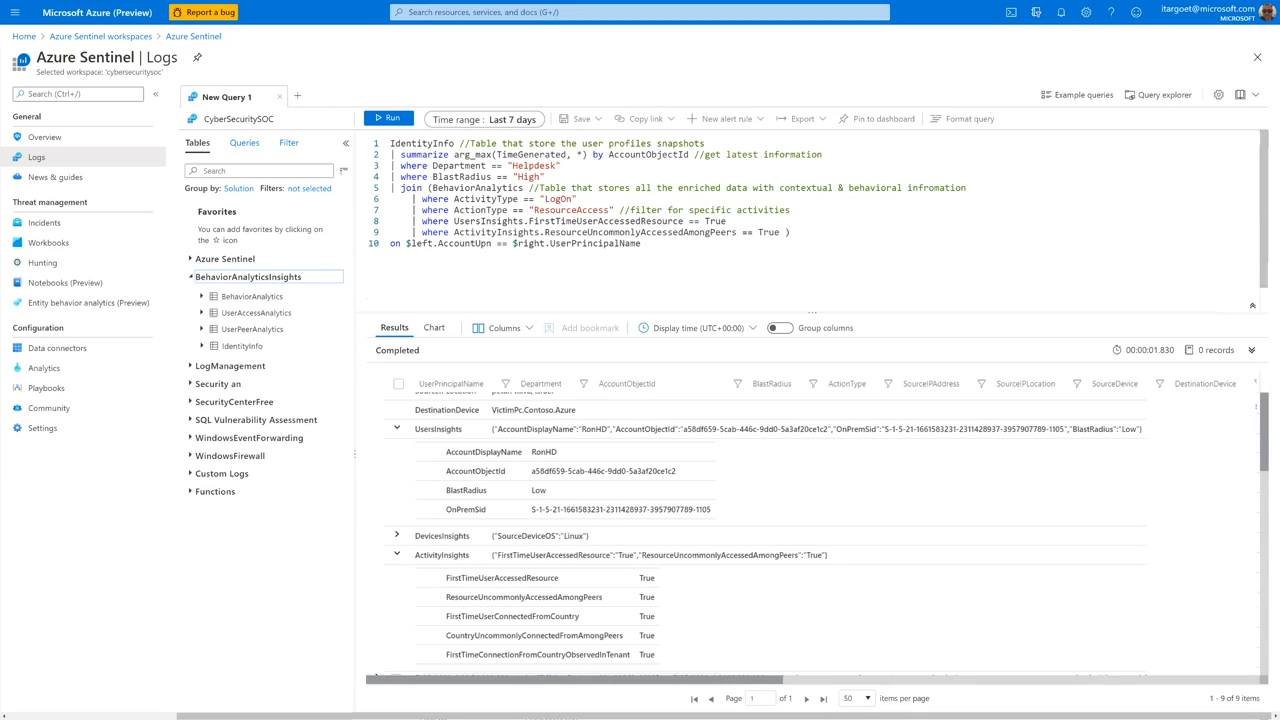 Microsoft Azure (Preview)
Report a bug
Search resources, services, and docs (G+/)
itargoet@microsoft.com
MICROSOFT
Home
Azure Sentinel workspaces
Azure Sentinel
Azure Sentinel | Logs
Selected workspace: 'cybersecuritysoc'
Search (Ctrl+/)
General
Overview
Logs
News & guides
Threat management
Incidents
Workbooks
Hunting
Notebooks (Preview)
Entity behavior analytics (Preview)
Configuration
Data connectors
Analytics
Playbooks
Community
Settings
New Query 1
Example queries
Query explorer
CyberSecuritySOC
Run
Time range : Last 7 days
Save
Copy link
New alert rule
Export
Pin to dashboard
Format query
Tables
Queries
Filter
Search
Group by: Solution
Filters: not selected
Favorites
You can add favorites by clicking on
the ☆ icon
Azure Sentinel
BehaviorAnalyticsInsights
BehaviorAnalytics
UserAccessAnalytics
UserPeerAnalytics
IdentityInfo
LogManagement
Security an
SecurityCenterFree
SQL Vulnerability Assessment
WindowsEventForwarding
WindowsFirewall
Custom Logs
Functions
1 IdentityInfo //Table that store the user profiles snapshots
2 | summarize arg_max(TimeGenerated, *) by AccountObjectId //get latest information
3 | where Department == "Helpdesk"
4 | where BlastRadius == "High"
5 | join (BehaviorAnalytics //Table that stores all the enriched data with contextual & behavioral infromation
6 | where ActivityType == "LogOn"
7 | where ActionType == "ResourceAccess" //filter for specific activities
8 | where UsersInsights.FirstTimeUserAccessedResource == True
9 | where ActivityInsights.ResourceUncommonlyAccessedAmongPeers == True )
10 on $left.AccountUpn == $right.UserPrincipalName
Results
Chart
Columns
Add bookmark
Display time (UTC+00:00)
Group columns
Completed
00:00:01.830
0 records
UserPrincipalName
Department
AccountObjectId
BlastRadius
ActionType
SourceIPAddress
SourceIPLocation
SourceDevice
DestinationDevice
DestinationDevice VictimPc.Contoso.Azure
UsersInsights {"AccountDisplayName":"RonHD","AccountObjectId":"a58df659-5cab-446c-9dd0-5a3af20ce1c2","OnPremSid":"S-1-5-21-1661583231-2311428937-3957907789-1105","BlastRadius":"Low"}
AccountDisplayName RonHD
AccountObjectId a58df659-5cab-446c-9dd0-5a3af20ce1c2
BlastRadius Low
OnPremSid S-1-5-21-1661583231-2311428937-3957907789-1105
DevicesInsights {"SourceDeviceOS":"Linux"}
ActivityInsights {"FirstTimeUserAccessedResource":"True","ResourceUncommonlyAccessedAmongPeers":"True"}
FirstTimeUserAccessedResource True
ResourceUncommonlyAccessedAmongPeers True
FirstTimeUserConnectedFromCountry True
CountryUncommonlyConnectedFromAmongPeers True
FirstTimeConnectionFromCountryObservedInTenant True
Page 1 of 1
50 items per page
1 - 9 of 9 items